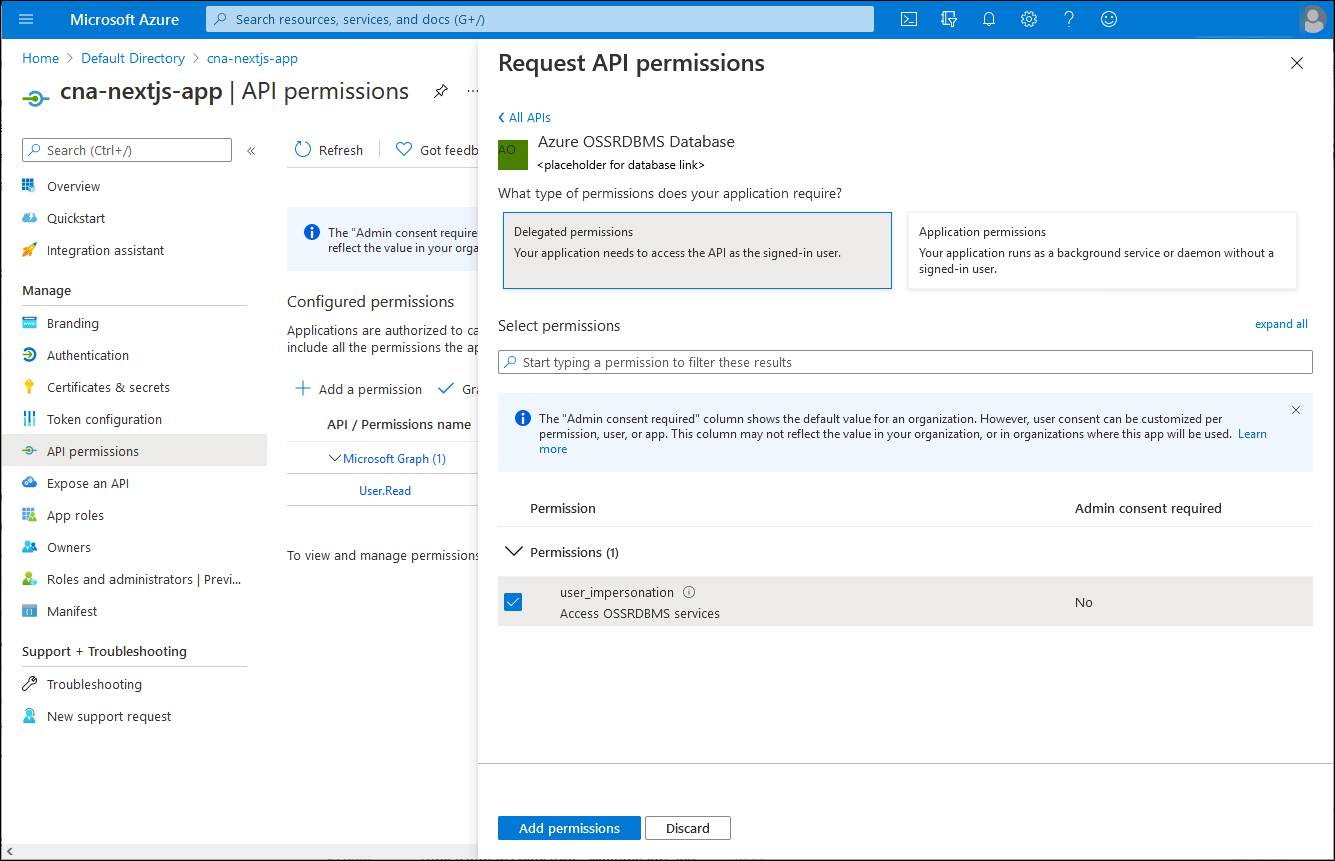 Microsoft Azure
Search resources, services, and docs (G+/)
Home > Default Directory > cna-nextjs-app
cna-nextjs-app | API permissions
Search (Ctrl+/)
Overview
Quickstart
Integration assistant
Manage
Branding
Authentication
Certificates & secrets
Token configuration
API permissions
Expose an API
App roles
Owners
Roles and administrators | Previ...
Manifest
Support + Troubleshooting
Troubleshooting
New support request
Refresh
Got feedb
The "Admin consent require
reflect the value in your orga
Configured permissions
Applications are authorized to ca
include all the permissions the ap
Add a permission
Gra
API / Permissions name
Microsoft Graph (1)
User.Read
To view and manage permissions
Request API permissions
All APIs
AO
Azure OSSRDBMS Database
<placeholder for database link>
What type of permissions does your application require?
Delegated permissions
Your application needs to access the API as the signed-in user.
Application permissions
Your application runs as a background service or daemon without a
signed-in user.
Select permissions
expand all
Start typing a permission to filter these results
The "Admin consent required" column shows the default value for an organization. However, user consent can be customized per
permission, user, or app. This column may not reflect the value in your organization, or in organizations where this app will be used. Learn
more
Permission
Admin consent required
Permissions (1)
user_impersonation
Access OSSRDBMS services
No
Add permissions
Discard